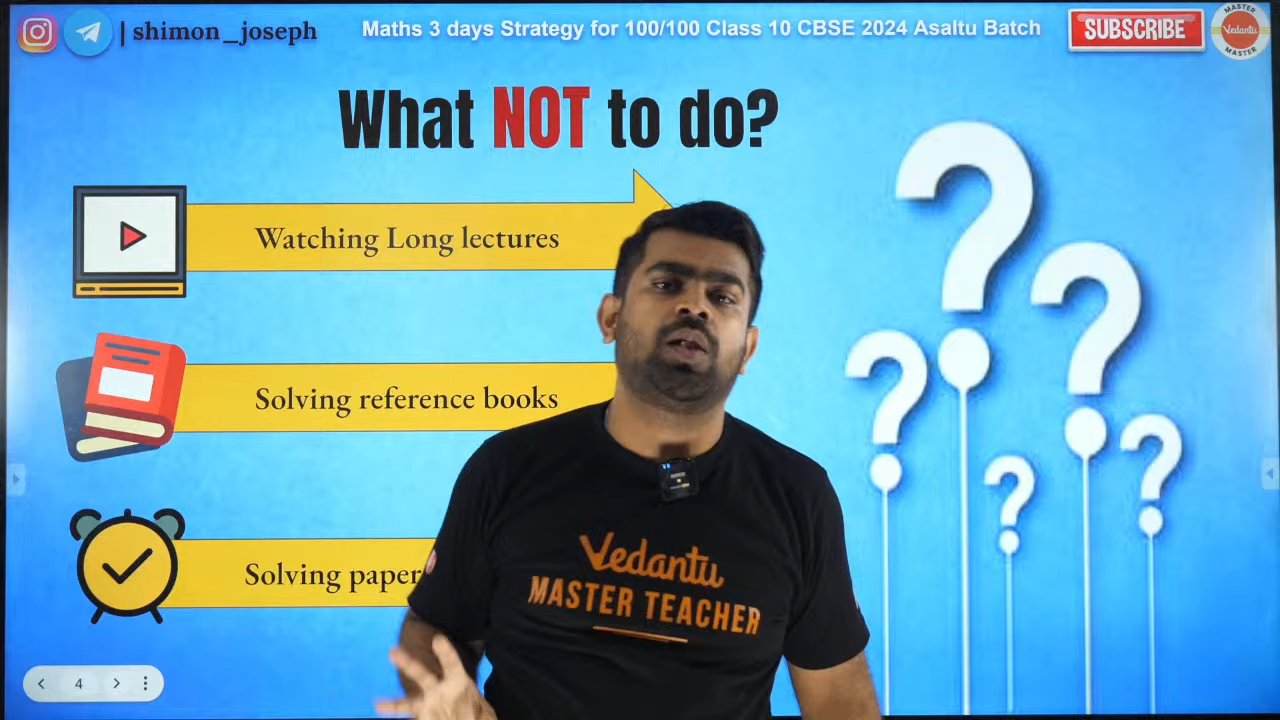 | shimon_joseph
Maths 3 days Strategy for 100/100 Class 10 CBSE 2024 Asaltu Batch
SUBSCRIBE
MASTER
Vedantu
MASTER
What NOT to do?
Watching Long lectures
Solving reference books
Solving paper
Vedantu
MASTER TEACHER
4